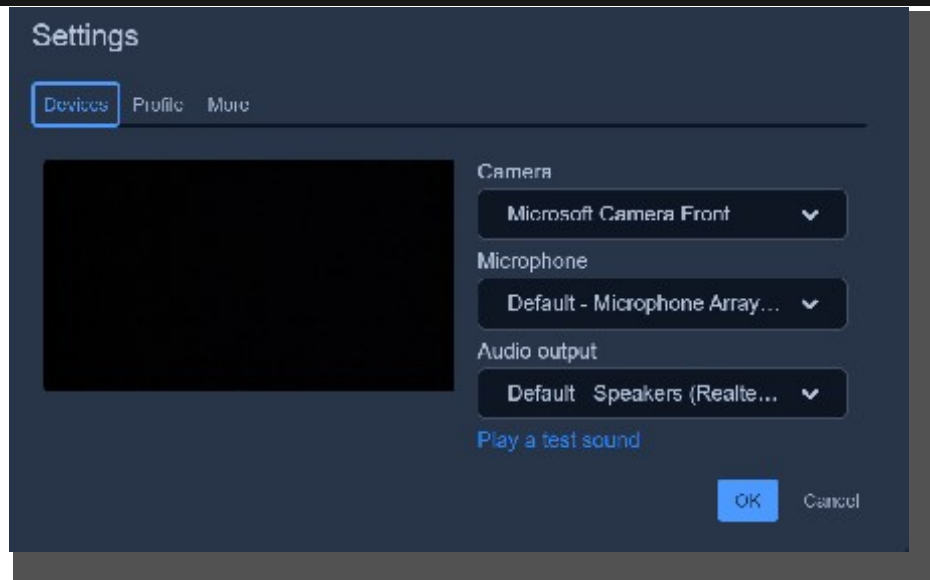 Settings
Devices Profile More
Camera
Microsoft Camera Front
Microphone
Default - Microphone Array...
Audio output
Default Speakers (Realte...
Play a test sound
OK Cancel